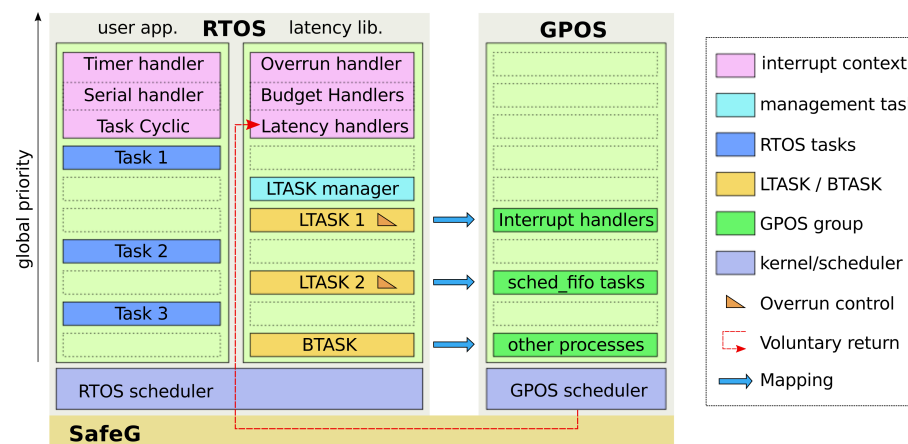 user app.
RTOS
latency lib.
GPOS
global priority
Timer handler
Serial handler
Task Cyclic
Task 1
Task 2
Task 3
Overrun handler
Budget Handlers
Latency handlers
LTASK manager
LTASK 1
LTASK 2
BTASK
Interrupt handlers
sched_fifo tasks
other processes
RTOS scheduler
GPOS scheduler
SafeG
interrupt context
management tas
RTOS tasks
LTASK / BTASK
GPOS group
kernel/scheduler
Overrun control
Voluntary return
Mapping